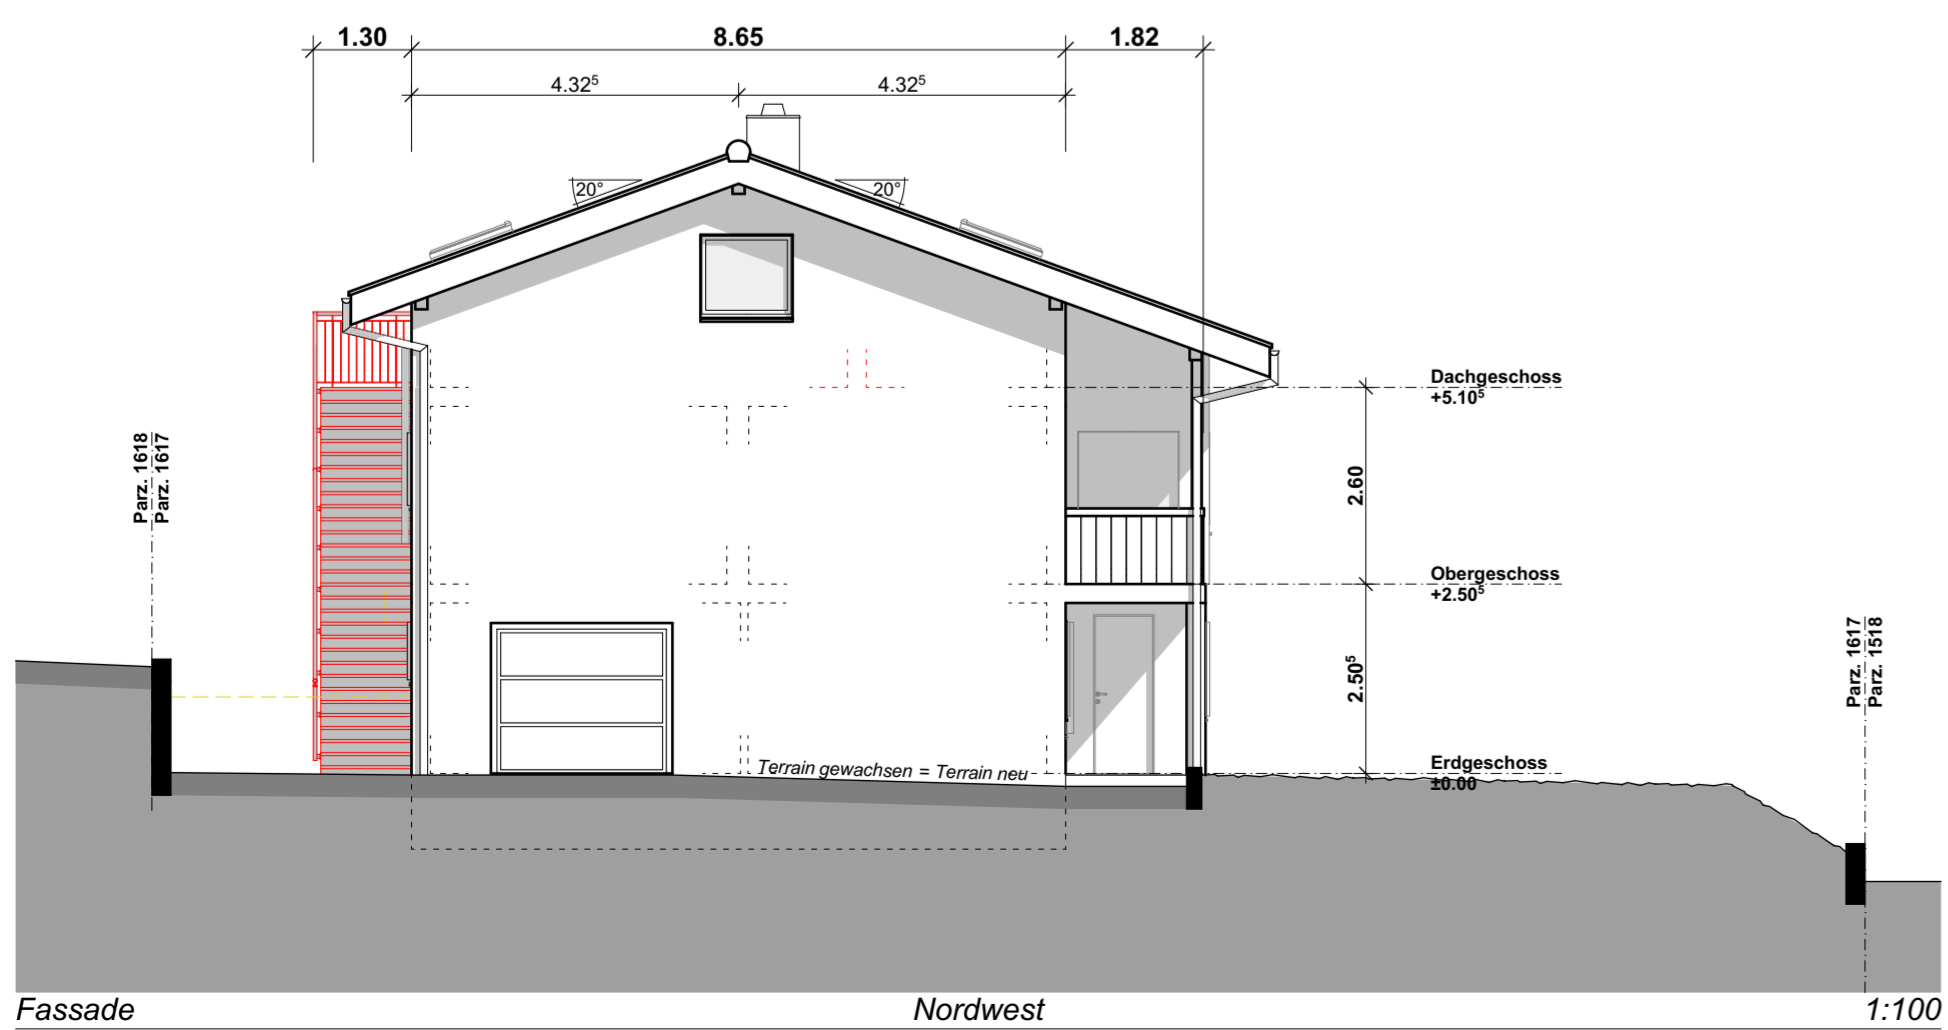 1.30 8.65 1.82
4.32⁵ 4.32⁵
20° 20°
Dachgeschoss
+5.10⁵
Parz. 1618
Parz. 1617
2.60
Obergeschoss
+2.50⁵
2.50⁵
Parz. 1617
Parz. 1518
Terrain gewachsen = Terrain neu
Erdgeschoss
±0.00
Fassade Nordwest 1:100